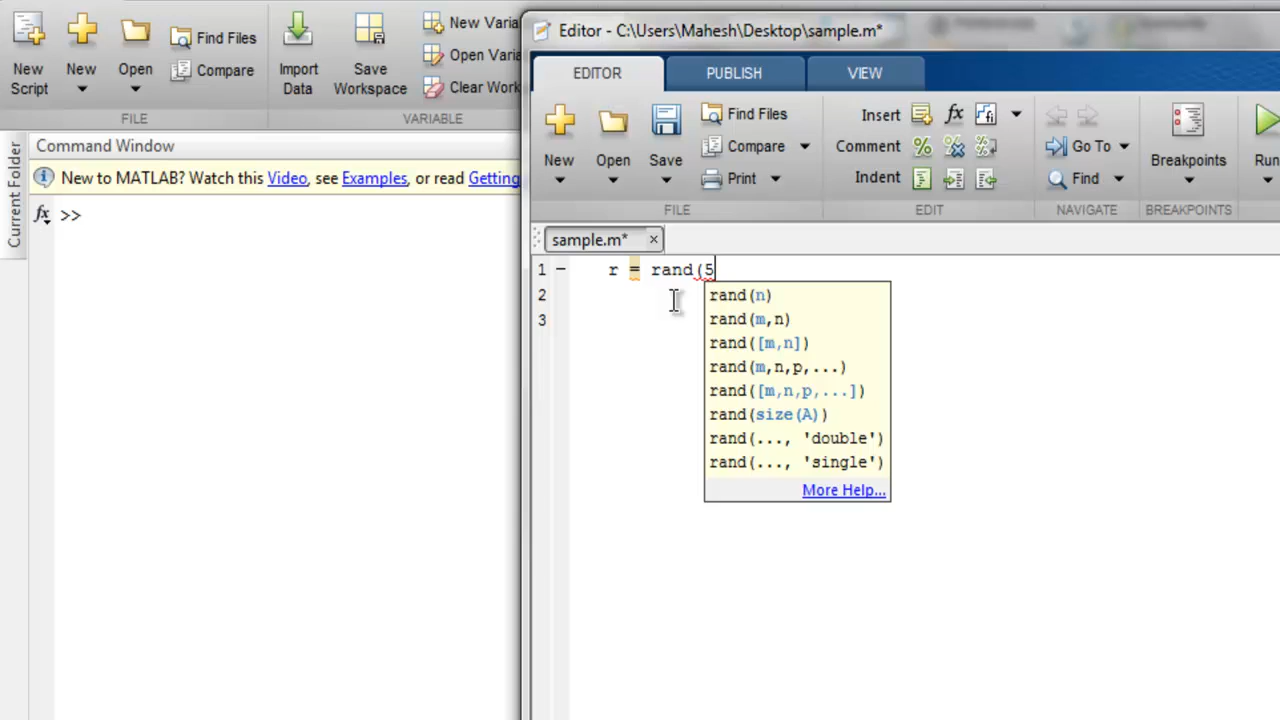 New Script
New
Open
Find Files
Compare
Import Data
Save Workspace
New Varia
Open Varia
Clear Work
FILE
VARIABLE
Current Folder
Command Window
New to MATLAB? Watch this Video, see Examples, or read Getting
fx >>
Editor - C:\Users\Mahesh\Desktop\sample.m*
EDITOR
PUBLISH
VIEW
New
Open
Save
Find Files
Compare
Print
Insert
fx
Comment
%
Indent
Go To
Find
Breakpoints
Run
FILE
EDIT
NAVIGATE
BREAKPOINTS
sample.m* ×
1 – r = rand(5
2
3
rand(n)
rand(m,n)
rand([m,n])
rand(m,n,p,...)
rand([m,n,p,...])
rand(size(A))
rand(..., 'double')
rand(..., 'single')
More Help...